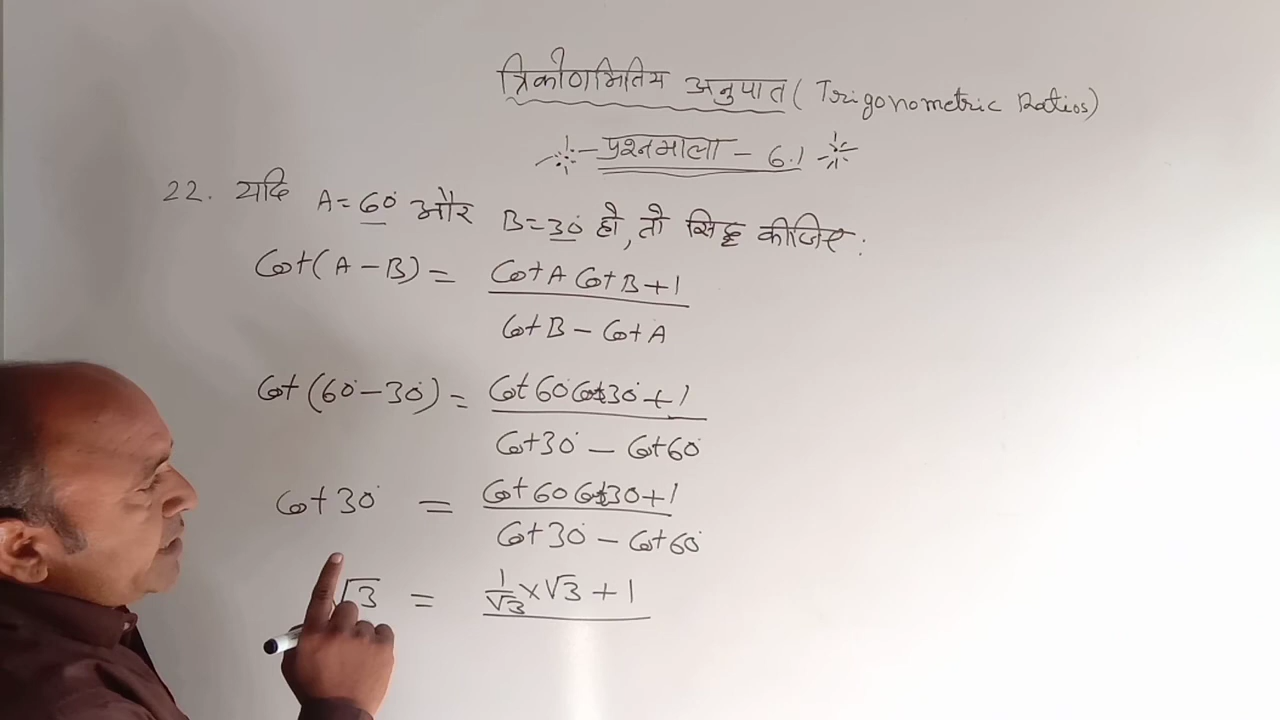 त्रिकोणमितिय अनुपात (Trigonometric Ratios)
प्रश्नमाला - 6.1
22. यदि A = 60° और B = 30° हो, तो सिद्ध कीजिए:
Cot(A - B) = (Cot A Cot B + 1) / (Cot B - Cot A)
Cot(60° - 30°) = (Cot 60° Cot 30° + 1) / (Cot 30° - Cot 60°)
Cot 30° = (Cot 60 Cot 30 + 1) / (Cot 30° - Cot 60°)
√3 = 1/√3 × √3 + 1